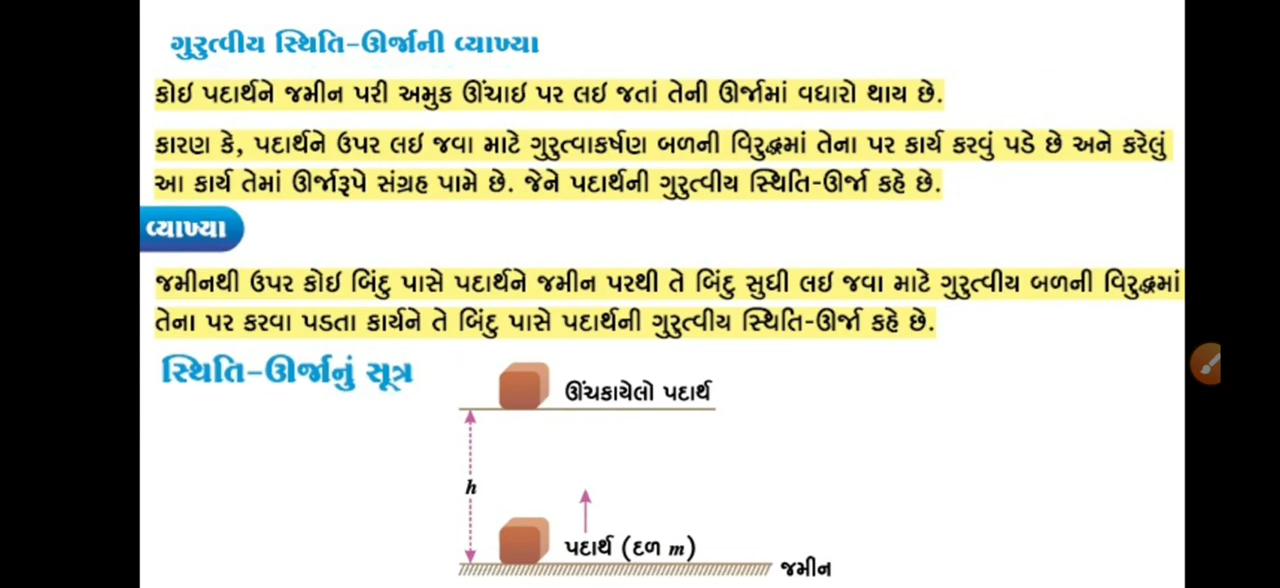 ગુરુત્વીય સ્થિતિ-ઊર્જાની વ્યાખ્યા
કોઈ પદાર્થને જમીન પરી અમુક ઊંચાઈ પર લઈ જતાં તેની ઊર્જામાં વધારો થાય છે.
કારણ કે, પદાર્થને ઉપર લઈ જવા માટે ગુરુત્વાકર્ષણ બળની વિરુદ્ધમાં તેના પર કાર્ય કરવું પડે છે અને કરેલું
આ કાર્ય તેમાં ઊર્જારૂપે સંગ્રહ પામે છે. જેને પદાર્થની ગુરુત્વીય સ્થિતિ-ઊર્જા કહે છે.
વ્યાખ્યા
જમીનથી ઉપર કોઈ બિંદુ પાસે પદાર્થને જમીન પરથી તે બિંદુ સુધી લઈ જવા માટે ગુરુત્વીય બળની વિરુદ્ધમાં
તેના પર કરવા પડતા કાર્યને તે બિંદુ પાસે પદાર્થની ગુરુત્વીય સ્થિતિ-ઊર્જા કહે છે.
સ્થિતિ-ઊર્જાનું સૂત્ર
ઊંચકાયેલો પદાર્થ
h
પદાર્થ (દળ m)
જમીન